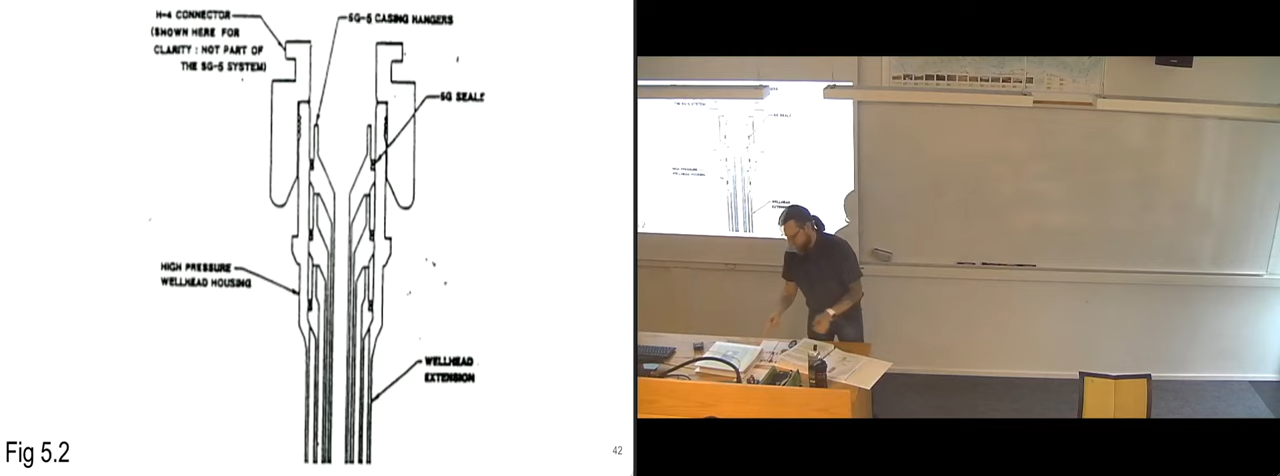 H-4 CONNECTOR
(SHOWN HERE FOR
CLARITY : NOT PART OF
THE SG-5 SYSTEM)
SG-5 CASING HANGERS
SG SEALS
HIGH PRESSURE
WELLHEAD HOUSING
WELLHEAD
EXTENSION
Fig 5.2
42
WELLHEAD